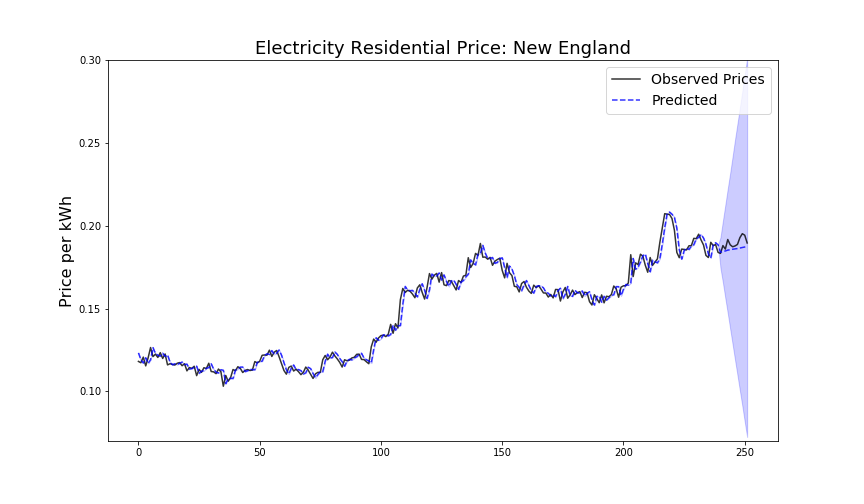 Electricity Residential Price: New England
0.30
0.25
0.20
0.15
0.10
Price per kWh
Observed Prices
Predicted
0 50 100 150 200 250